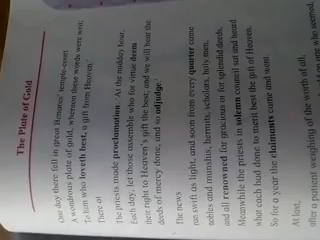 The Plate of Gold
One day there fell in great Benares' temple-court
A wondrous plate of gold, whereon these words were writ;
To him who loveth best, a gift from Heaven.'
There at
The priests made proclamation: 'At the midday hour,
Each day, let those assemble who for virtue deem
their right to Heaven's gift the best, and we will hear the
deeds of mercy done, and so adjudge.'
The news
ran swift as light, and soon from every quarter came
nobles and munshis, hermits, scholars, holy men,
and all renowned for gracious or for splendid deeds.
Meanwhile the priests in solemn council sat and heard
what each had done to merit best the gift of Heaven.
So for a year the claimants came and went.
At last,
after a patient weighing of the worth of all,
who seemed,